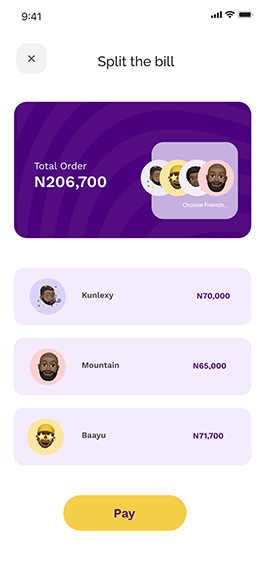 9:41
Split the bill
Total Order
N206,700
Choose Friends...
Kunlexy
N70,000
Mountain
N65,000
Baayu
N71,700
Pay